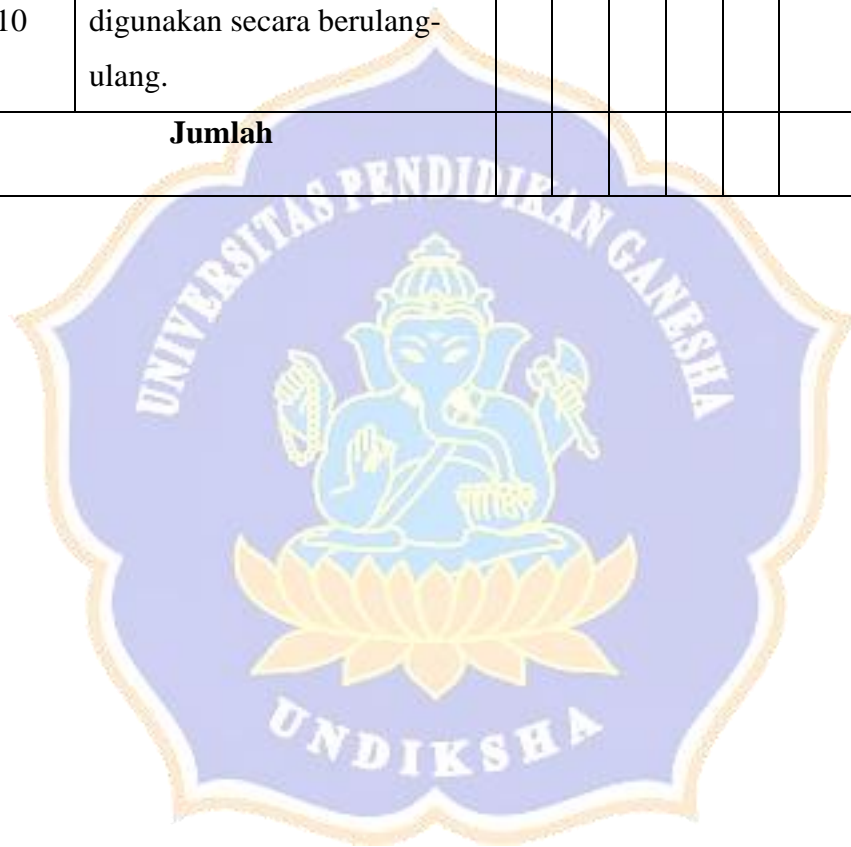 10 digunakan secara berulang-
ulang.
Jumlah
UNIVERSITAS PENDIDIKAN GANESHA
UNDIKSHA